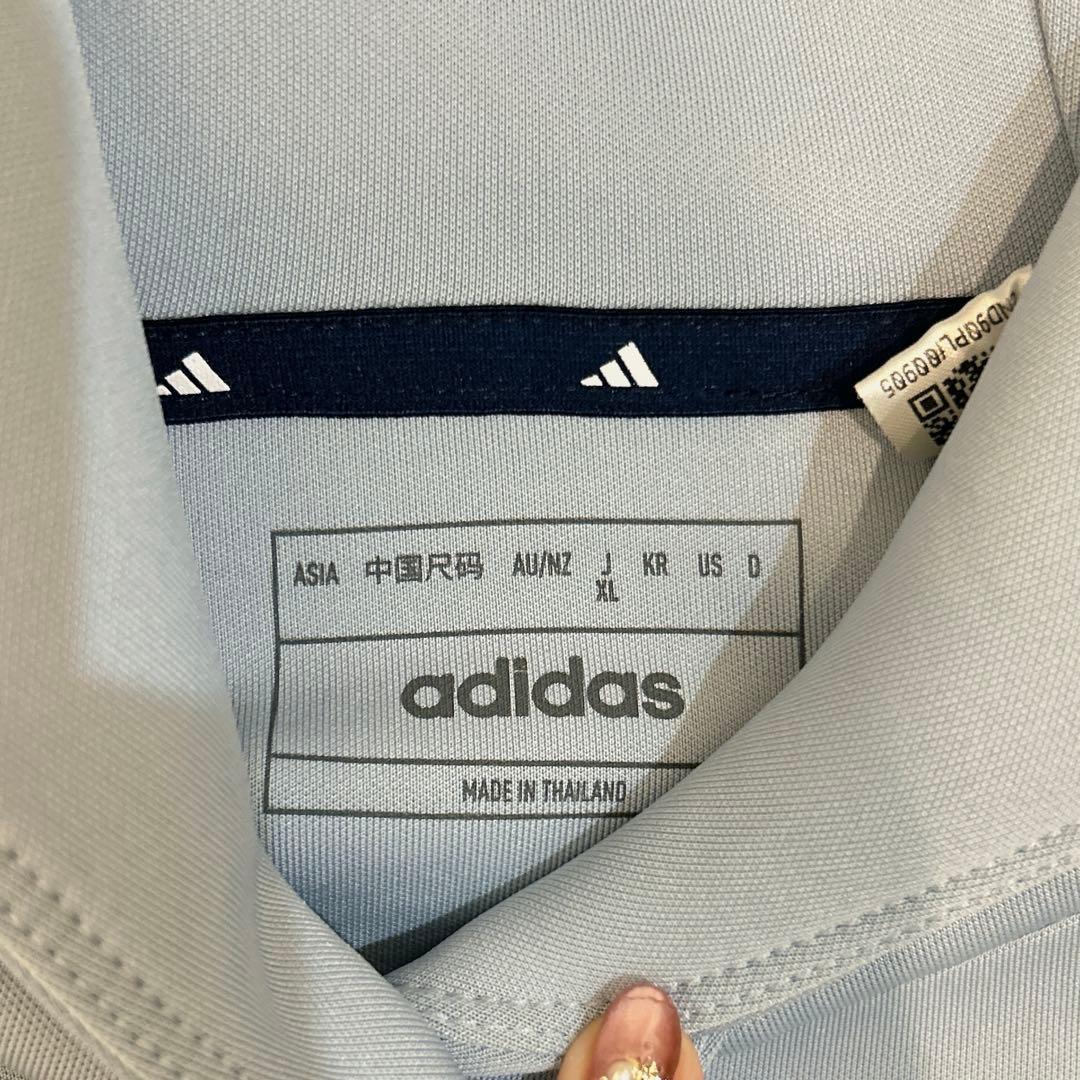 ASIA 中国尺码 AU/NZ J KR US D
XL
adidas
MADE IN THAILAND